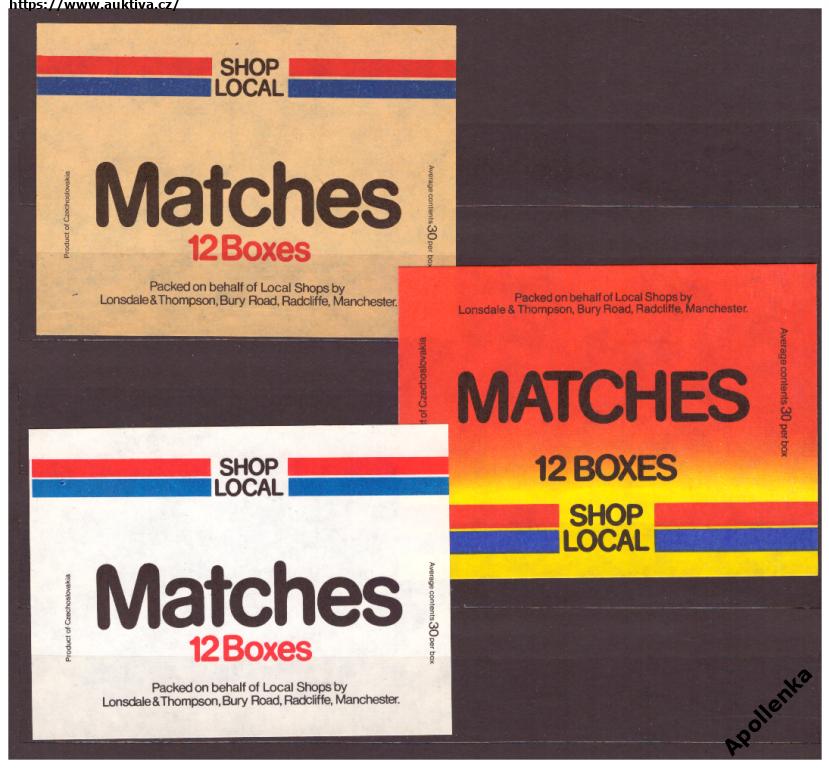 https://www.auktiva.cz/
SHOP
LOCAL
Product of Czechoslovakia
Matches
12 Boxes
Average contents 30 per box
Packed on behalf of Local Shops by
Lonsdale & Thompson, Bury Road, Radcliffe, Manchester.
Packed on behalf of Local Shops by
Lonsdale & Thompson, Bury Road, Radcliffe, Manchester.
t of Czechoslovakia
MATCHES
Average contents 30 per box
12 BOXES
SHOP
LOCAL
SHOP
LOCAL
Product of Czechoslovakia
Matches
12 Boxes
Average contents 30 per box
Packed on behalf of Local Shops by
Lonsdale & Thompson, Bury Road, Radcliffe, Manchester.
Apollenka